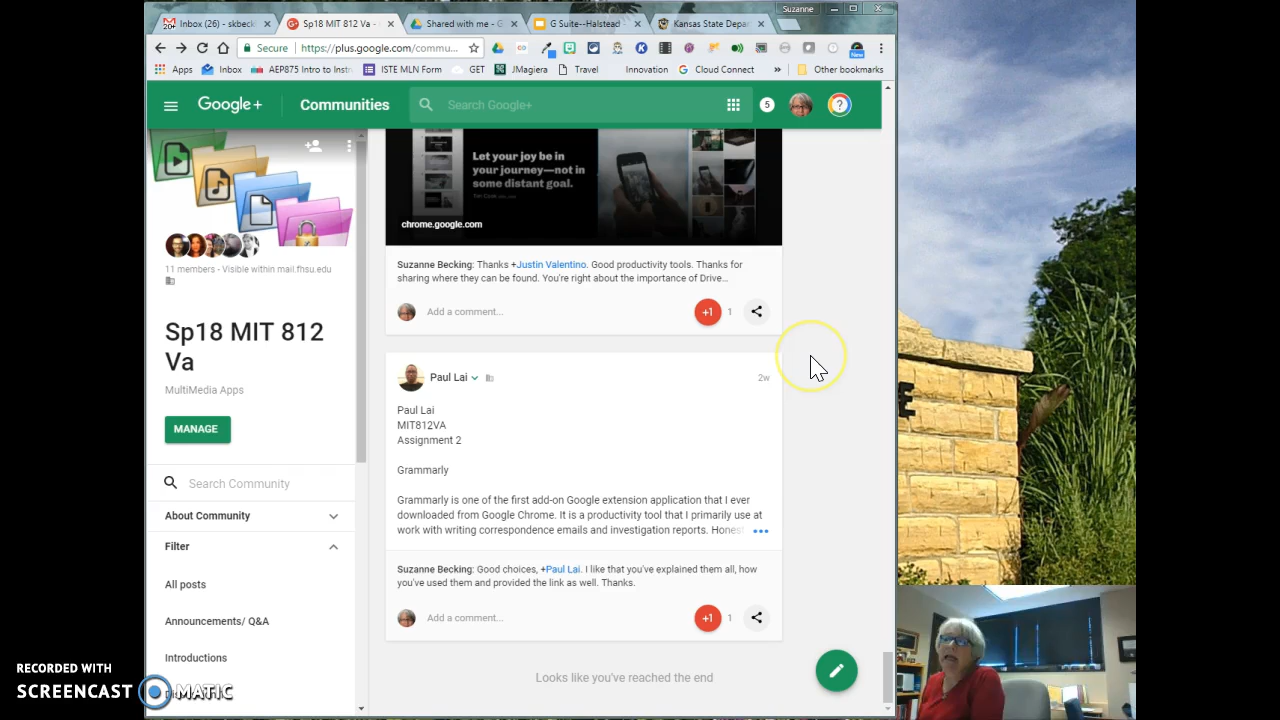 Suzanne
Inbox (26) - skbeck
Sp18 MIT 812 Va -
Shared with me - G
G Suite--Halstead -
Kansas State Depar
Secure
https://plus.google.com/commu...
New
Apps
Inbox
AEP875 Intro to Instr
ISTE MLN Form
GET
JMagiera
Travel
Innovation
Cloud Connect
»
Other bookmarks
Google+
Communities
Search Google+
5
?
Let your joy be in
your journey—not in
some distant goal.
chrome.google.com
11 members - Visible within mail.fhsu.edu
Sp18 MIT 812
Va
MultiMedia Apps
MANAGE
Search Community
About Community
Filter
All posts
Announcements/ Q&A
Introductions
Suzanne Becking: Thanks +Justin Valentino. Good productivity tools. Thanks for
sharing where they can be found. You're right about the importance of Drive...
Add a comment...
+1
1
Paul Lai
2w
Paul Lai
MIT812VA
Assignment 2
Grammarly
Grammarly is one of the first add-on Google extension application that I ever
downloaded from Google Chrome. It is a productivity tool that I primarily use at
work with writing correspondence emails and investigation reports. Hones
Suzanne Becking: Good choices, +Paul Lai. I like that you've explained them all, how
you've used them and provided the link as well. Thanks.
Add a comment...
+1
1
Looks like you've reached the end
E
RECORDED WITH
SCREENCAST MATIC